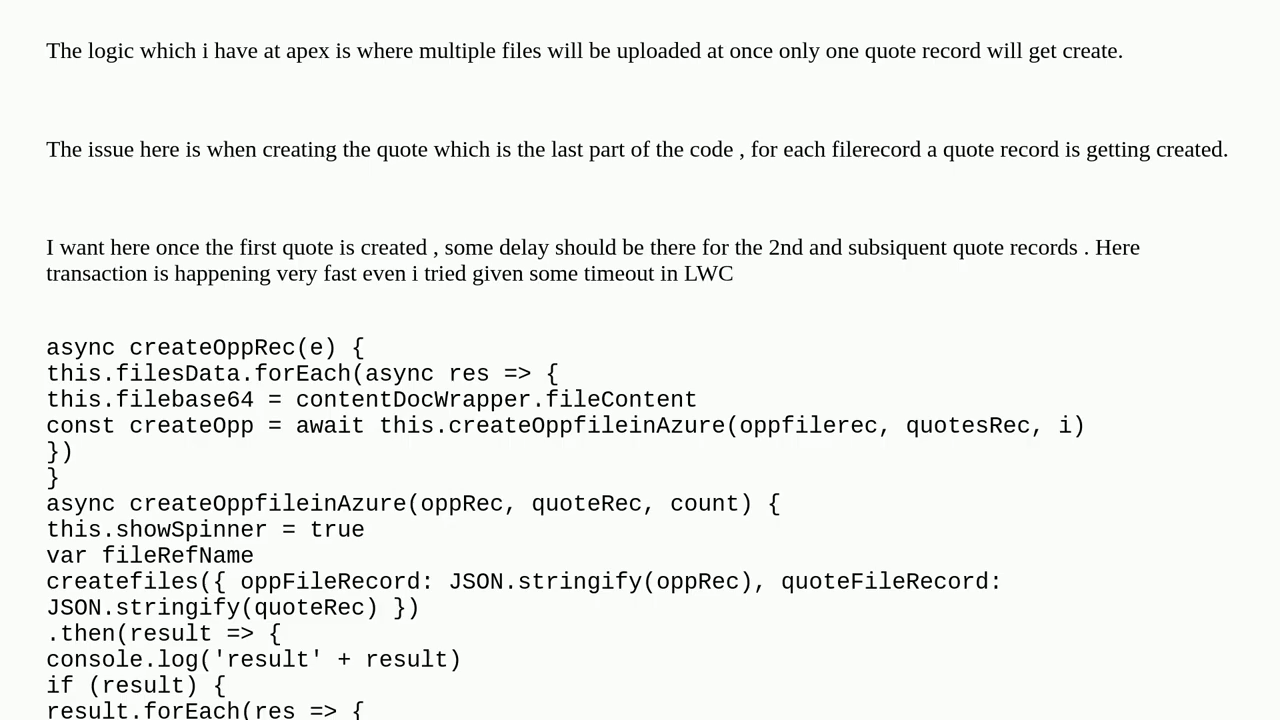 The logic which i have at apex is where multiple files will be uploaded at once only one quote record will get create.
The issue here is when creating the quote which is the last part of the code , for each filerecord a quote record is getting created.
I want here once the first quote is created , some delay should be there for the 2nd and subsiquent quote records . Here
transaction is happening very fast even i tried given some timeout in LWC
async createOppRec(e) {
this.filesData.forEach(async res => {
this.filebase64 = contentDocWrapper.fileContent
const createOpp = await this.createOppfileinAzure(oppfilerec, quotesRec, i)
})
}
async createOppfileinAzure(oppRec, quoteRec, count) {
this.showSpinner = true
var fileRefName
createfiles({ oppFileRecord: JSON.stringify(oppRec), quoteFileRecord:
JSON.stringify(quoteRec) })
.then(result => {
console.log('result' + result)
if (result) {
result.forEach(res => {